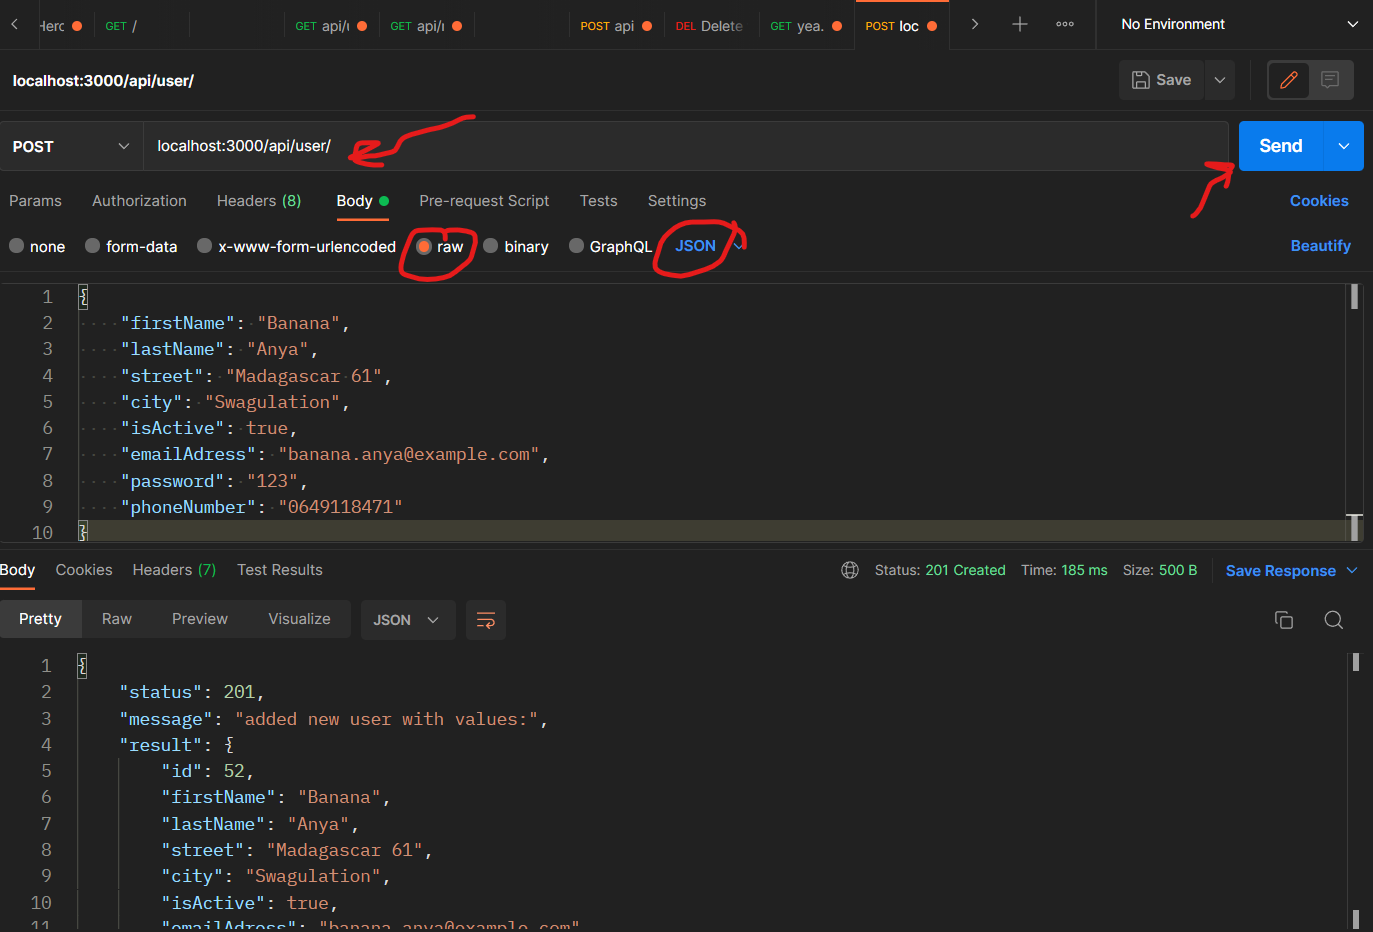 Herc GET / GET api/ı GET api/ı POST api DEL Delete GET yea. POST loc No Environment
localhost:3000/api/user/ Save
POST localhost:3000/api/user/ Send
Params Authorization Headers (8) Body Pre-request Script Tests Settings Cookies
none form-data x-www-form-urlencoded raw binary GraphQL JSON Beautify
1 {
2 "firstName": "Banana",
3 "lastName": "Anya",
4 "street": "Madagascar 61",
5 "city": "Swagulation",
6 "isActive": true,
7 "emailAdress": "banana.anya@example.com",
8 "password": "123",
9 "phoneNumber": "0649118471"
10 }
Body Cookies Headers (7) Test Results Status: 201 Created Time: 185 ms Size: 500 B Save Response
Pretty Raw Preview Visualize JSON
1 {
2 "status": 201,
3 "message": "added new user with values:",
4 "result": {
5 "id": 52,
6 "firstName": "Banana",
7 "lastName": "Anya",
8 "street": "Madagascar 61",
9 "city": "Swagulation",
10 "isActive": true,
11 "emailAdress": "banana.anya@example.com"